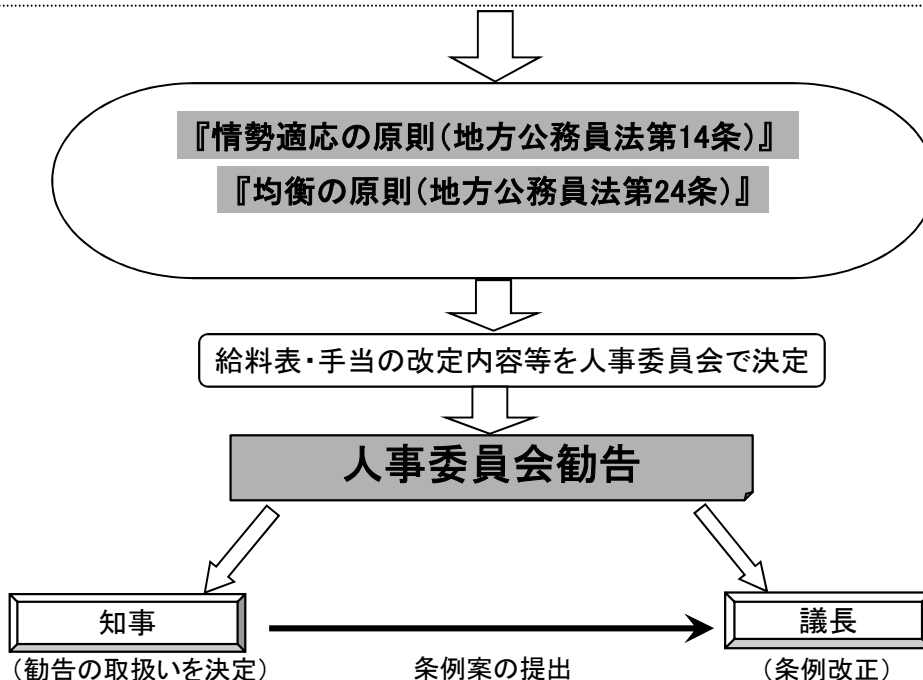 『情勢適応の原則(地方公務員法第14条)』
『均衡の原則(地方公務員法第24条)』
給料表・手当の改定内容等を人事委員会で決定
人事委員会勧告
知事
議長
(勧告の取扱いを決定)
条例案の提出
(条例改正)